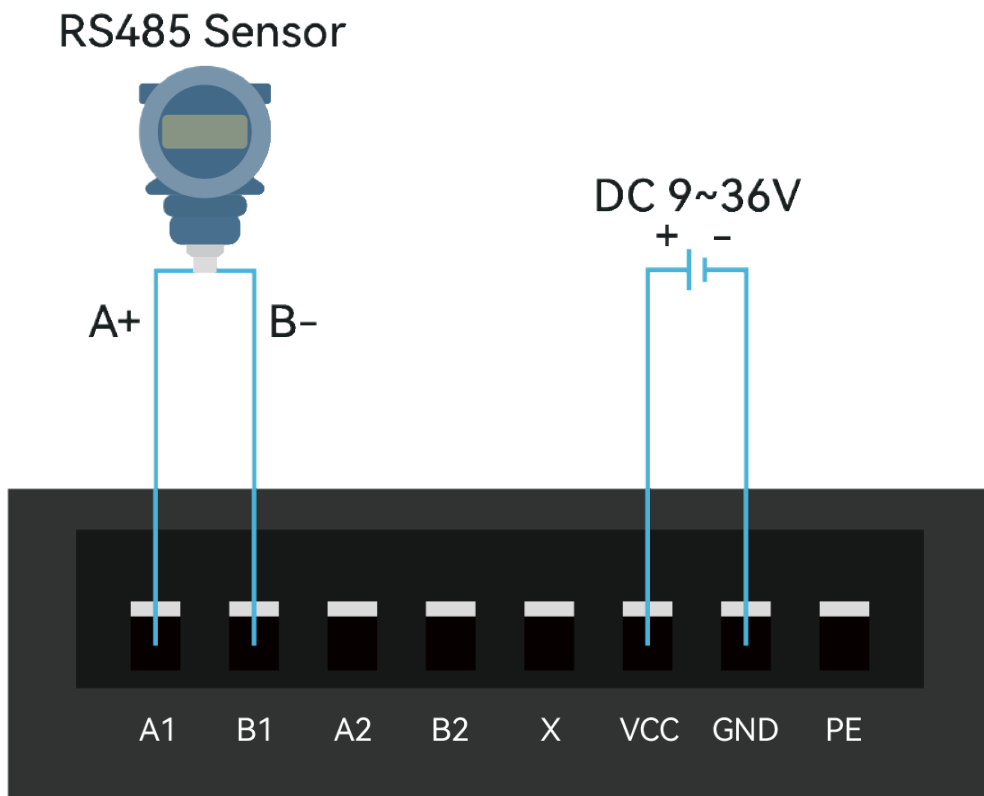 RS485 Sensor
DC 9~36V
+ -
A+
B-
A1 B1 A2 B2 X VCC GND PE